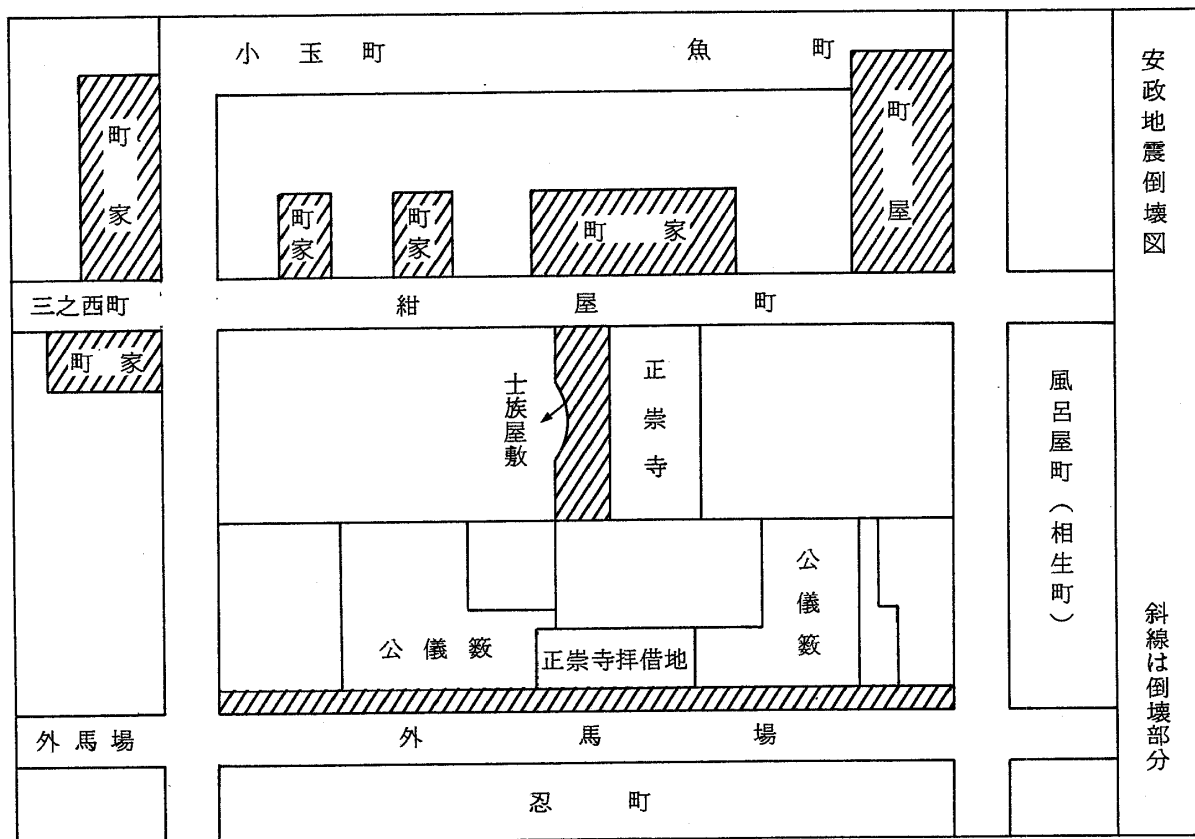 安政地震倒壊図
斜線は倒壊部分
小玉町
魚町
町家
町家
町家
町家
町屋
三之西町
紺屋町
町家
士族屋敷
正崇寺
風呂屋町（相生町）
公儀籔
正崇寺拝借地
公儀籔
外馬場
外馬場
忍町